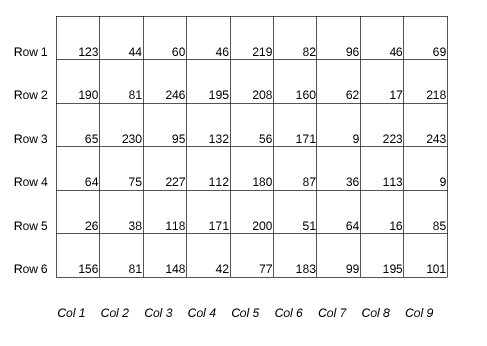 Row 1 123 44 60 46 219 82 96 46 69
Row 2 190 81 246 195 208 160 62 17 218
Row 3 65 230 95 132 56 171 9 223 243
Row 4 64 75 227 112 180 87 36 113 9
Row 5 26 38 118 171 200 51 64 16 85
Row 6 156 81 148 42 77 183 99 195 101
Col 1 Col 2 Col 3 Col 4 Col 5 Col 6 Col 7 Col 8 Col 9